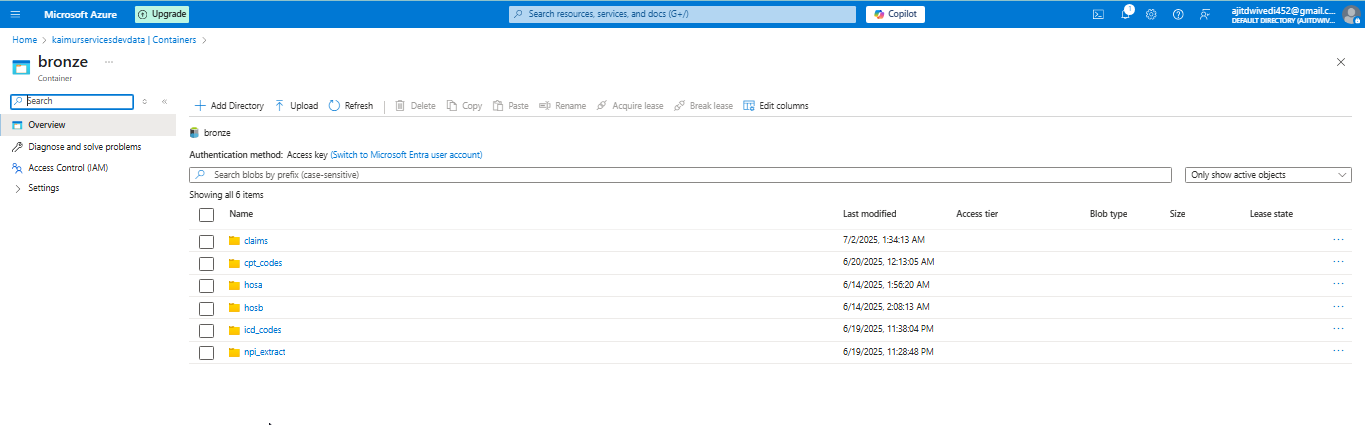 Microsoft Azure Upgrade Search resources, services, and docs (G+/) Copilot 1 ajitdwivedi452@gmail.c...
DEFAULT DIRECTORY (AJITDWIV...
Home > kaimurservicesdevdata | Containers >
bronze ...
Container
Search
Overview
Diagnose and solve problems
Access Control (IAM)
Settings
Add Directory Upload Refresh Delete Copy Paste Rename Acquire lease Break lease Edit columns
bronze
Authentication method: Access key (Switch to Microsoft Entra user account)
Search blobs by prefix (case-sensitive) Only show active objects
Showing all 6 items
Name Last modified Access tier Blob type Size Lease state
claims 7/2/2025, 1:34:13 AM ...
cpt_codes 6/20/2025, 12:13:05 AM ...
hosa 6/14/2025, 1:56:20 AM ...
hosb 6/14/2025, 2:08:13 AM ...
icd_codes 6/19/2025, 11:38:04 PM ...
npi_extract 6/19/2025, 11:28:48 PM ...